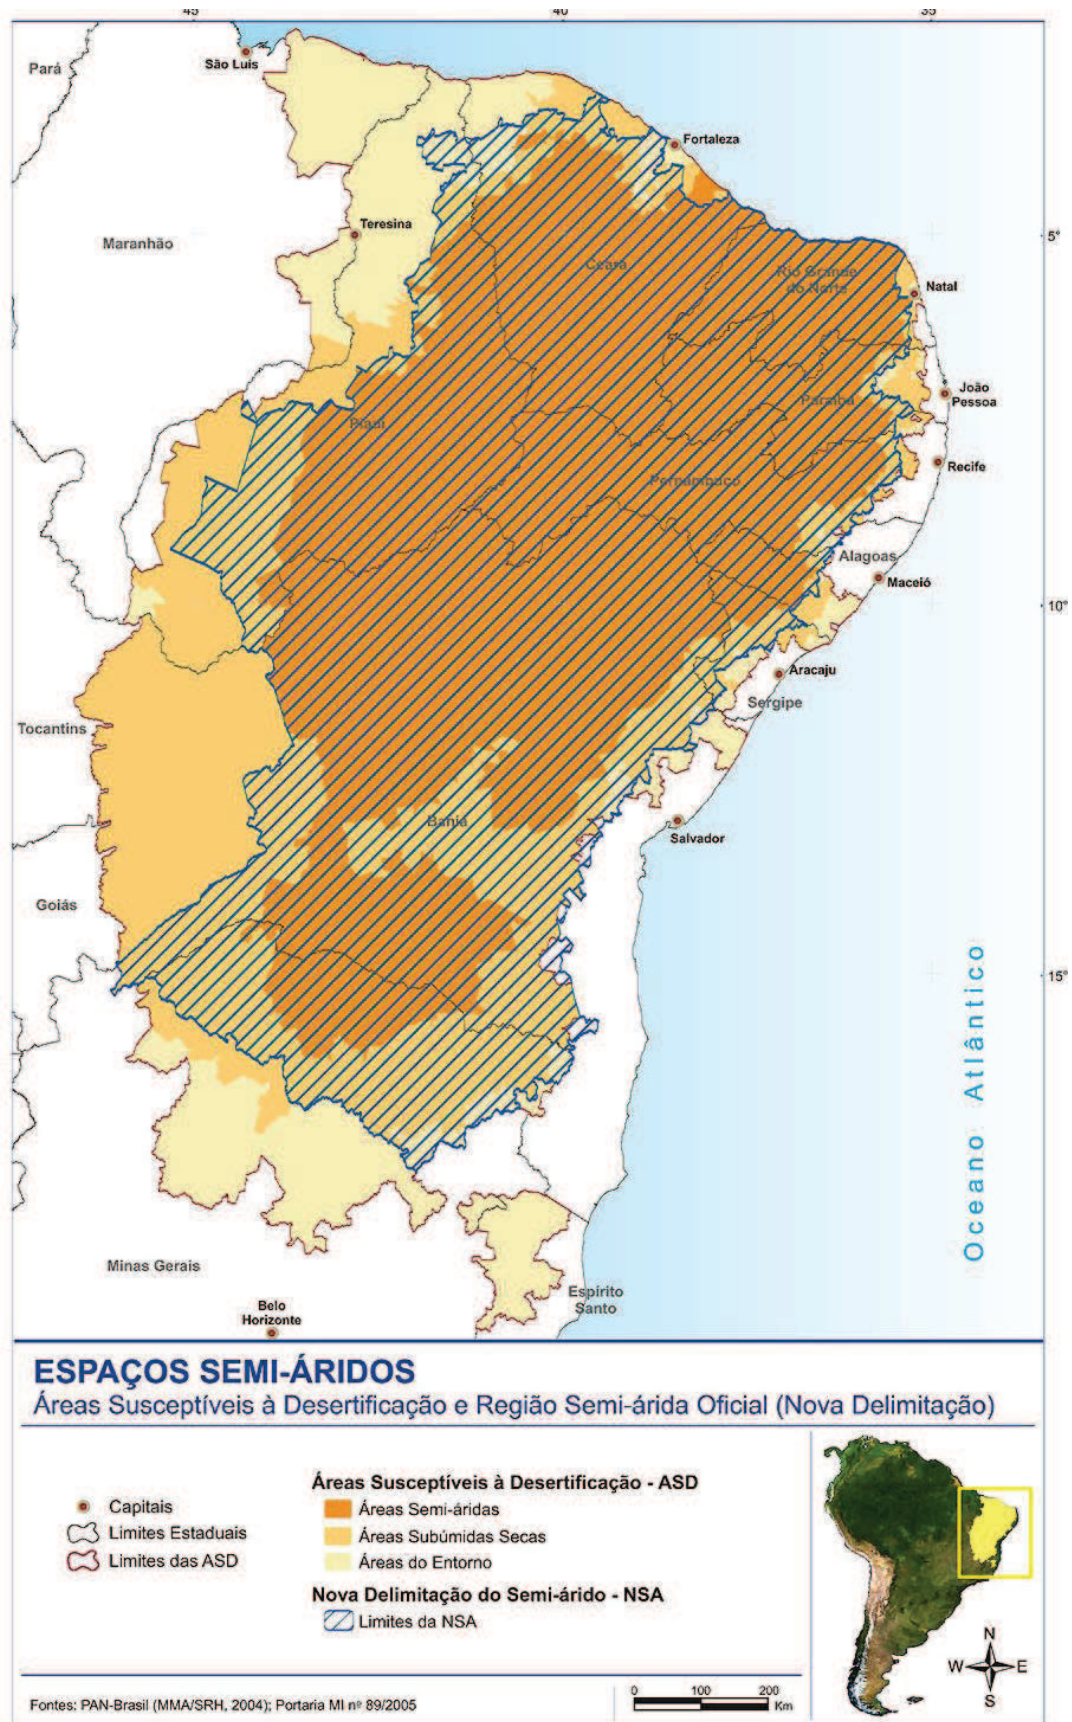 45
40
35
São Luis
Pará
Fortaleza
Teresina
5°
Maranhão
Ceará
Rio Grande
do Norte
Natal
João
Pessoa
Paraíba
Piauí
Recife
Pernambuco
Alagoas
Maceió
10°
Aracaju
Sergipe
Tocantins
Bahia
Salvador
Goiás
15°
Oceano Atlântico
Minas Gerais
Espírito
Santo
Belo
Horizonte
ESPAÇOS SEMI-ÁRIDOS
Áreas Susceptíveis à Desertificação e Região Semi-árida Oficial (Nova Delimitação)
Capitais
Limites Estaduais
Limites das ASD
Áreas Susceptíveis à Desertificação - ASD
Áreas Semi-áridas
Áreas Subúmidas Secas
Áreas do Entorno
Nova Delimitação do Semi-árido - NSA
Limites da NSA
N
W E
S
Fontes: PAN-Brasil (MMA/SRH, 2004); Portaria MI nº 89/2005
0 100 200
Km